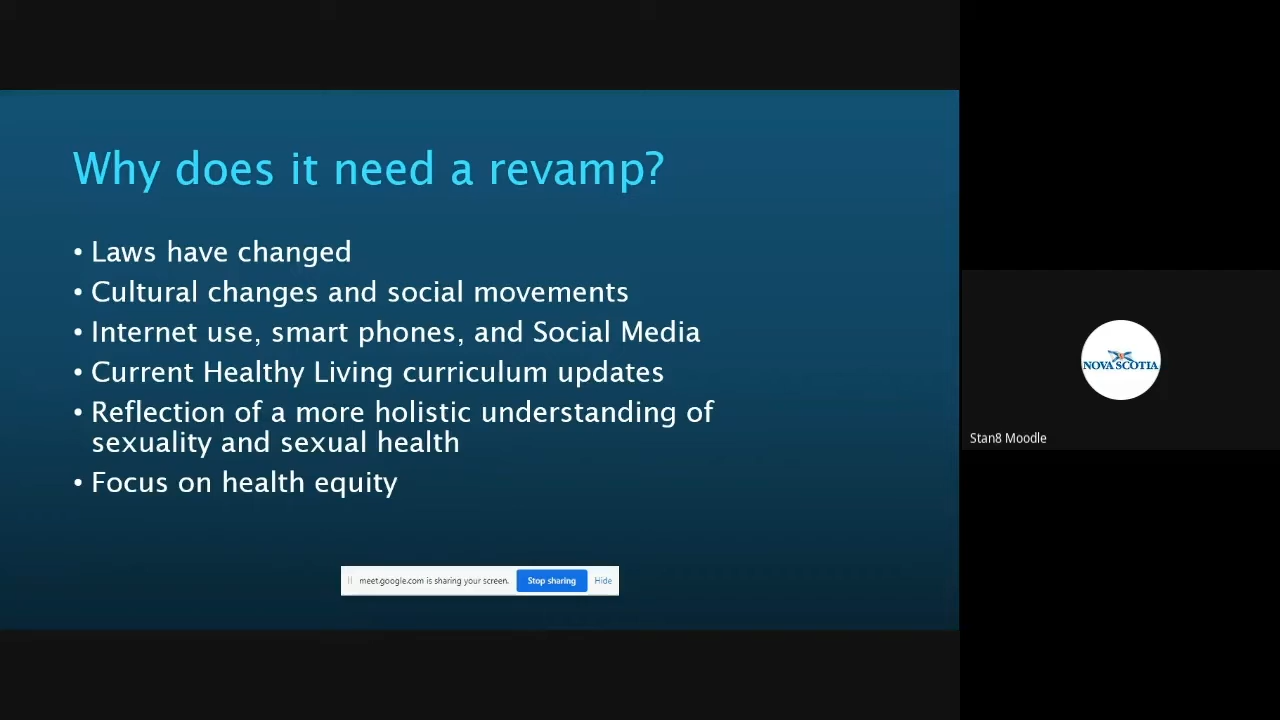 Why does it need a revamp?
• Laws have changed
• Cultural changes and social movements
• Internet use, smart phones, and Social Media
• Current Healthy Living curriculum updates
• Reflection of a more holistic understanding of
sexuality and sexual health
• Focus on health equity
meet.google.com is sharing your screen. Stop sharing Hide
NOVA SCOTIA
Stan8 Moodle